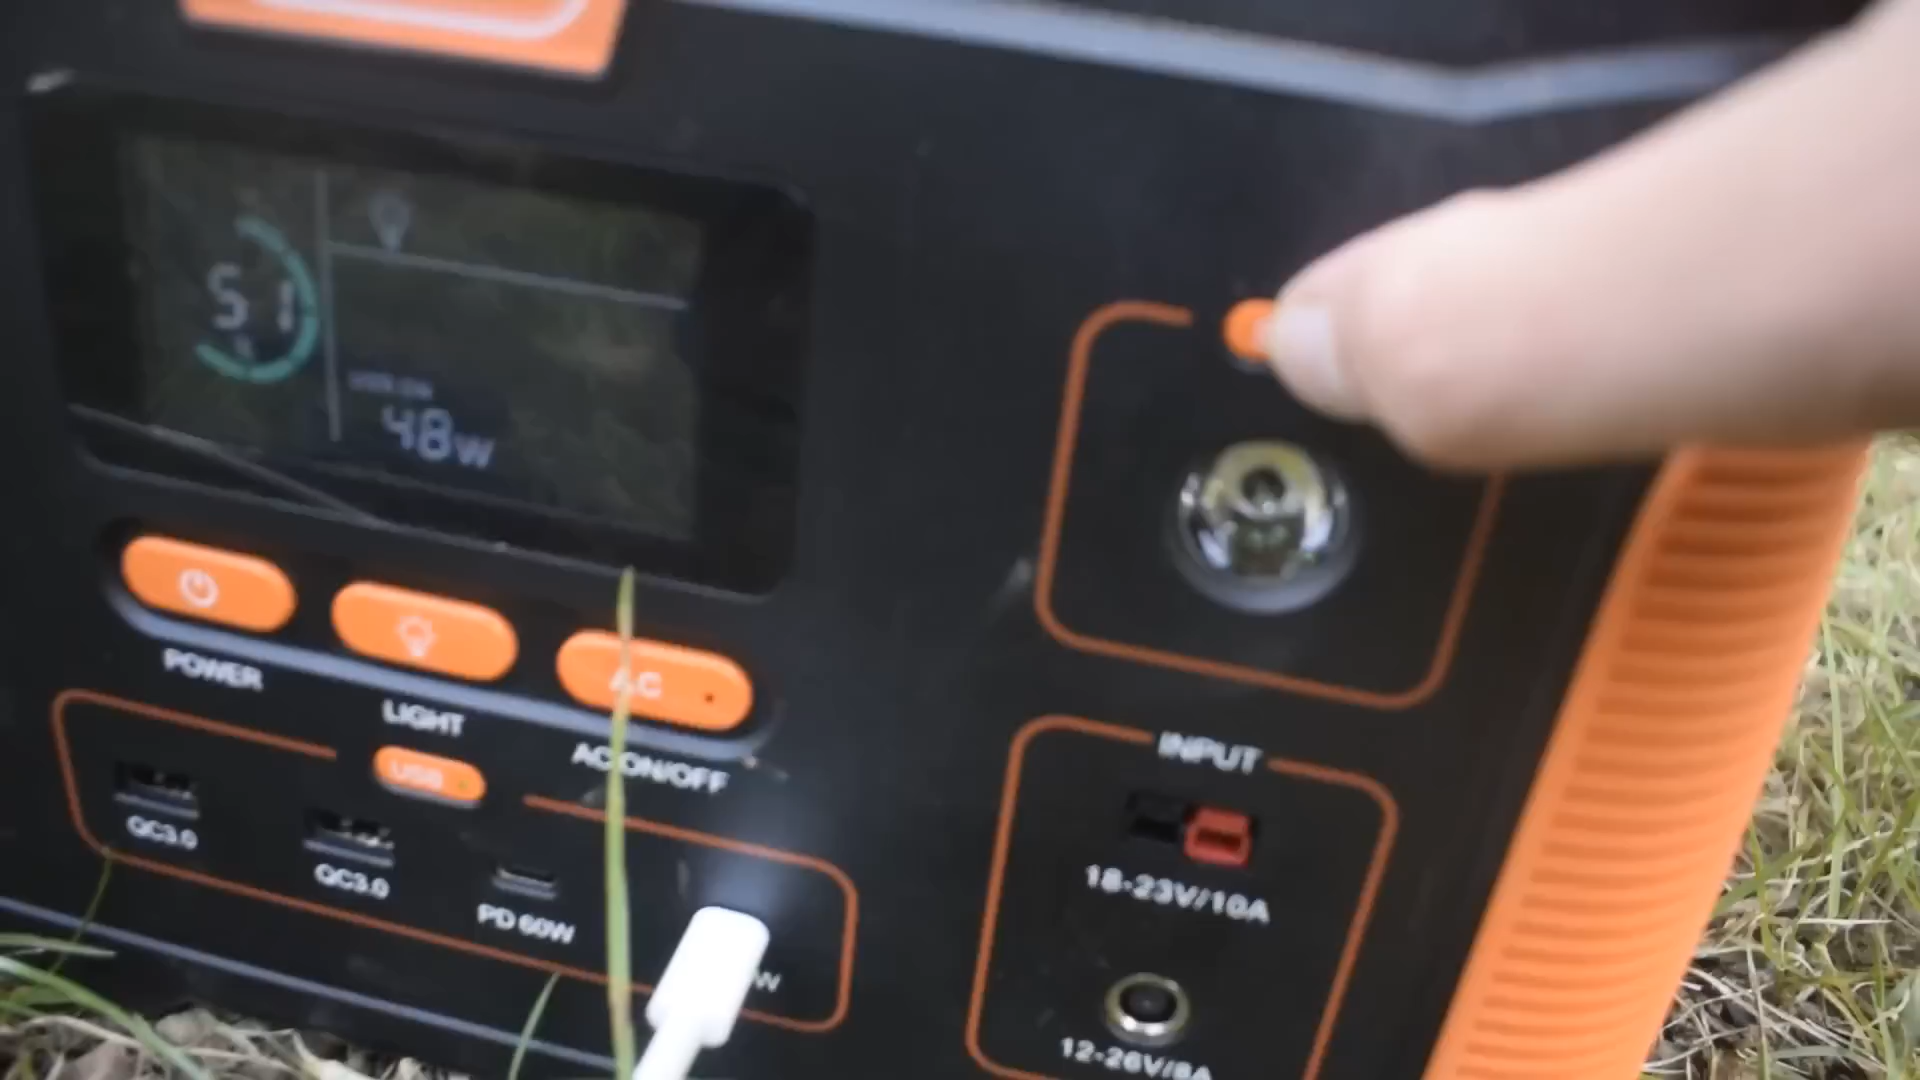 51
48W
POWER
LIGHT
AC
AC ON/OFF
USB
QC3.0
QC3.0
PD 60W
W
INPUT
18-23V/10A
12-26V/8A